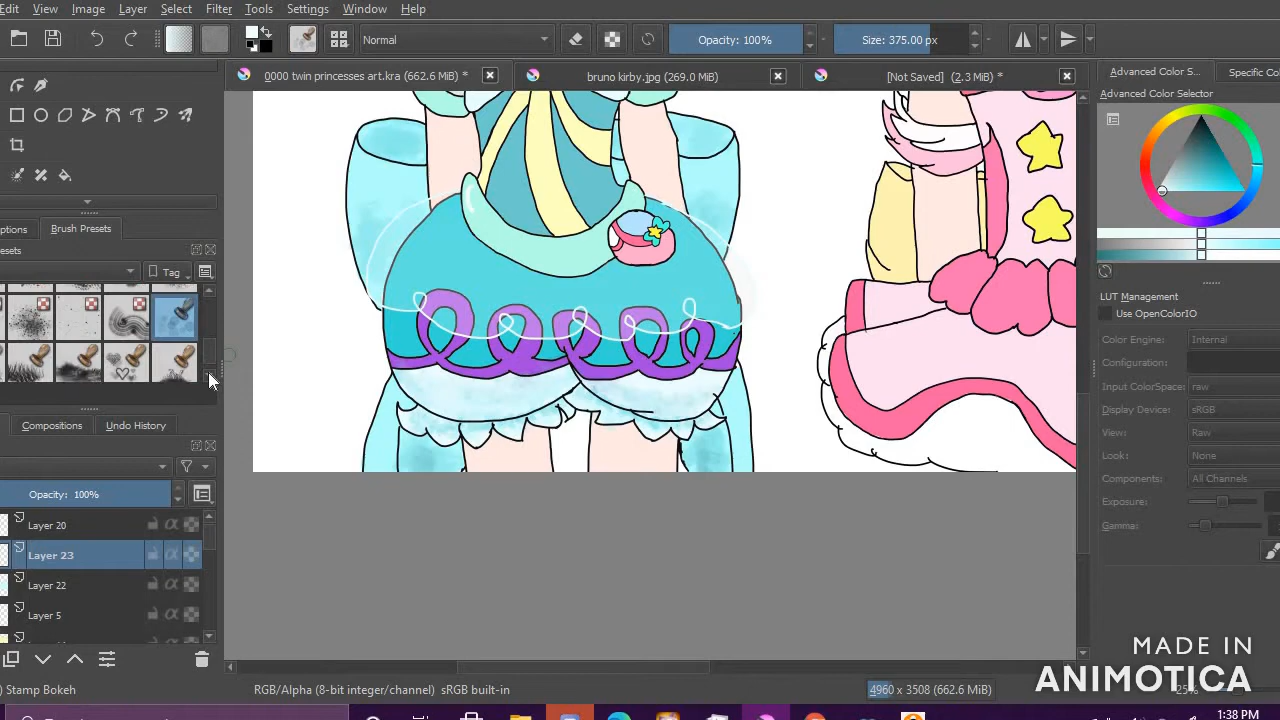 Edit View Image Layer Select Filter Tools Settings Window Help
Normal Opacity: 100% Size: 375.00 px
0000 twin princesses art.kra (662.6 MiB) * bruno kirby.jpg (269.0 MiB) [Not Saved] (2.3 MiB) * Advanced Color S... Specific Co
Advanced Color Selector
ptions Brush Presets
esets
Tag
LUT Management
Use OpenColorIO
Color Engine: Internal
Configuration:
Input ColorSpace: raw
Display Device: sRGB
View: Raw
Look: None
Components: All Channels
Exposure:
Gamma:
Compositions Undo History
Opacity: 100%
Layer 20
Layer 23
Layer 22
Layer 5
) Stamp Bokeh RGB/Alpha (8-bit integer/channel) sRGB built-in 4960 x 3508 (662.6 MiB) 25%
MADE IN
ANIMOTICA
1:38 PM